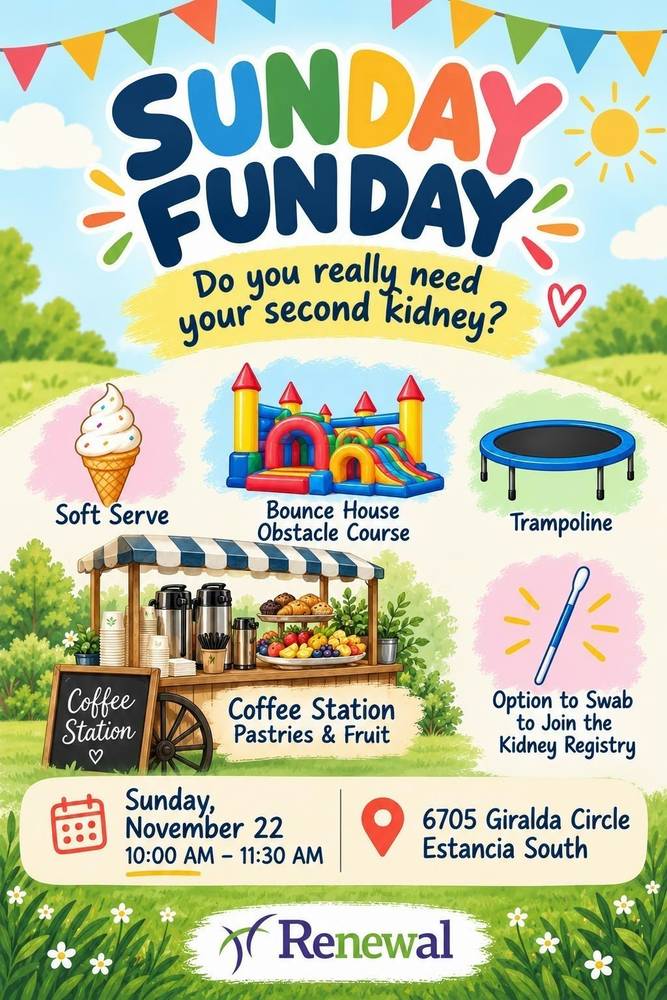 SUNDAY
FUNDAY
Do you really need
your second kidney?
Soft Serve
Bounce House
Obstacle Course
Trampoline
Coffee
Station
Coffee Station
Pastries & Fruit
Option to Swab
to Join the
Kidney Registry
Sunday,
November 22
10:00 AM – 11:30 AM
6705 Giralda Circle
Estancia South
Renewal